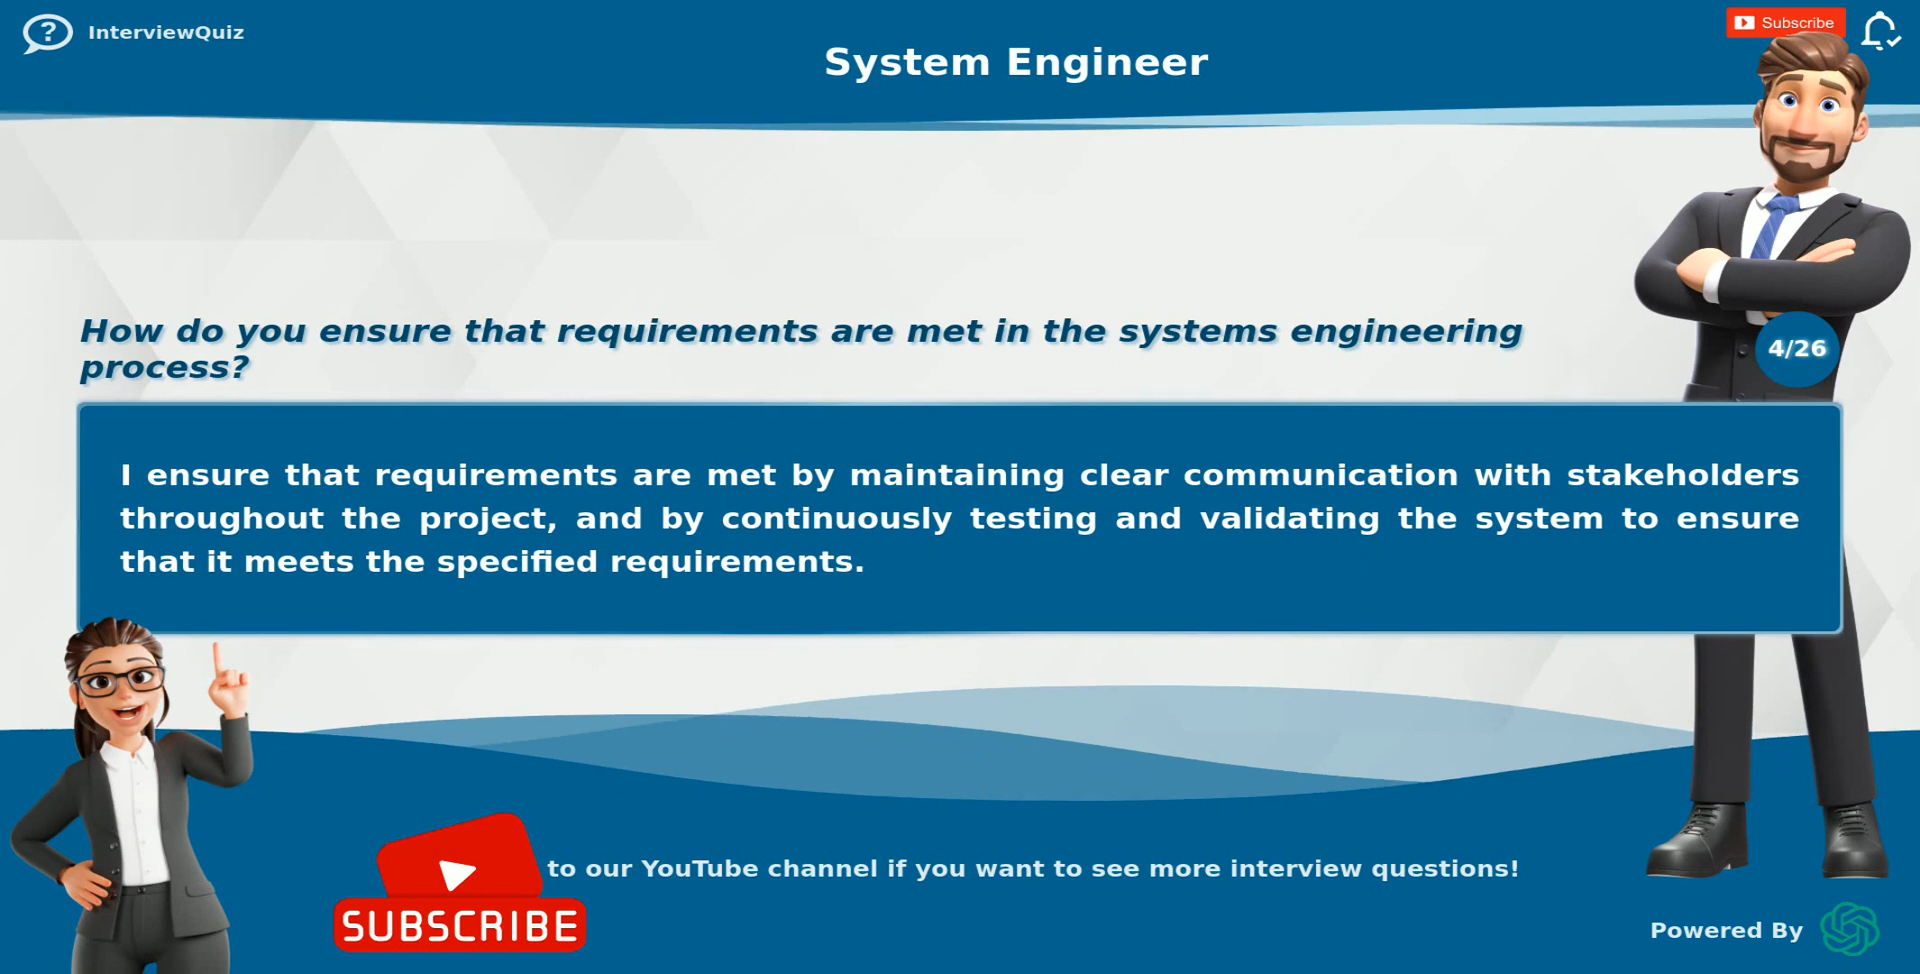 InterviewQuiz
Subscribe
System Engineer
How do you ensure that requirements are met in the systems engineering
process?
4/26
I ensure that requirements are met by maintaining clear communication with stakeholders
throughout the project, and by continuously testing and validating the system to ensure
that it meets the specified requirements.
to our YouTube channel if you want to see more interview questions!
SUBSCRIBE
Powered By